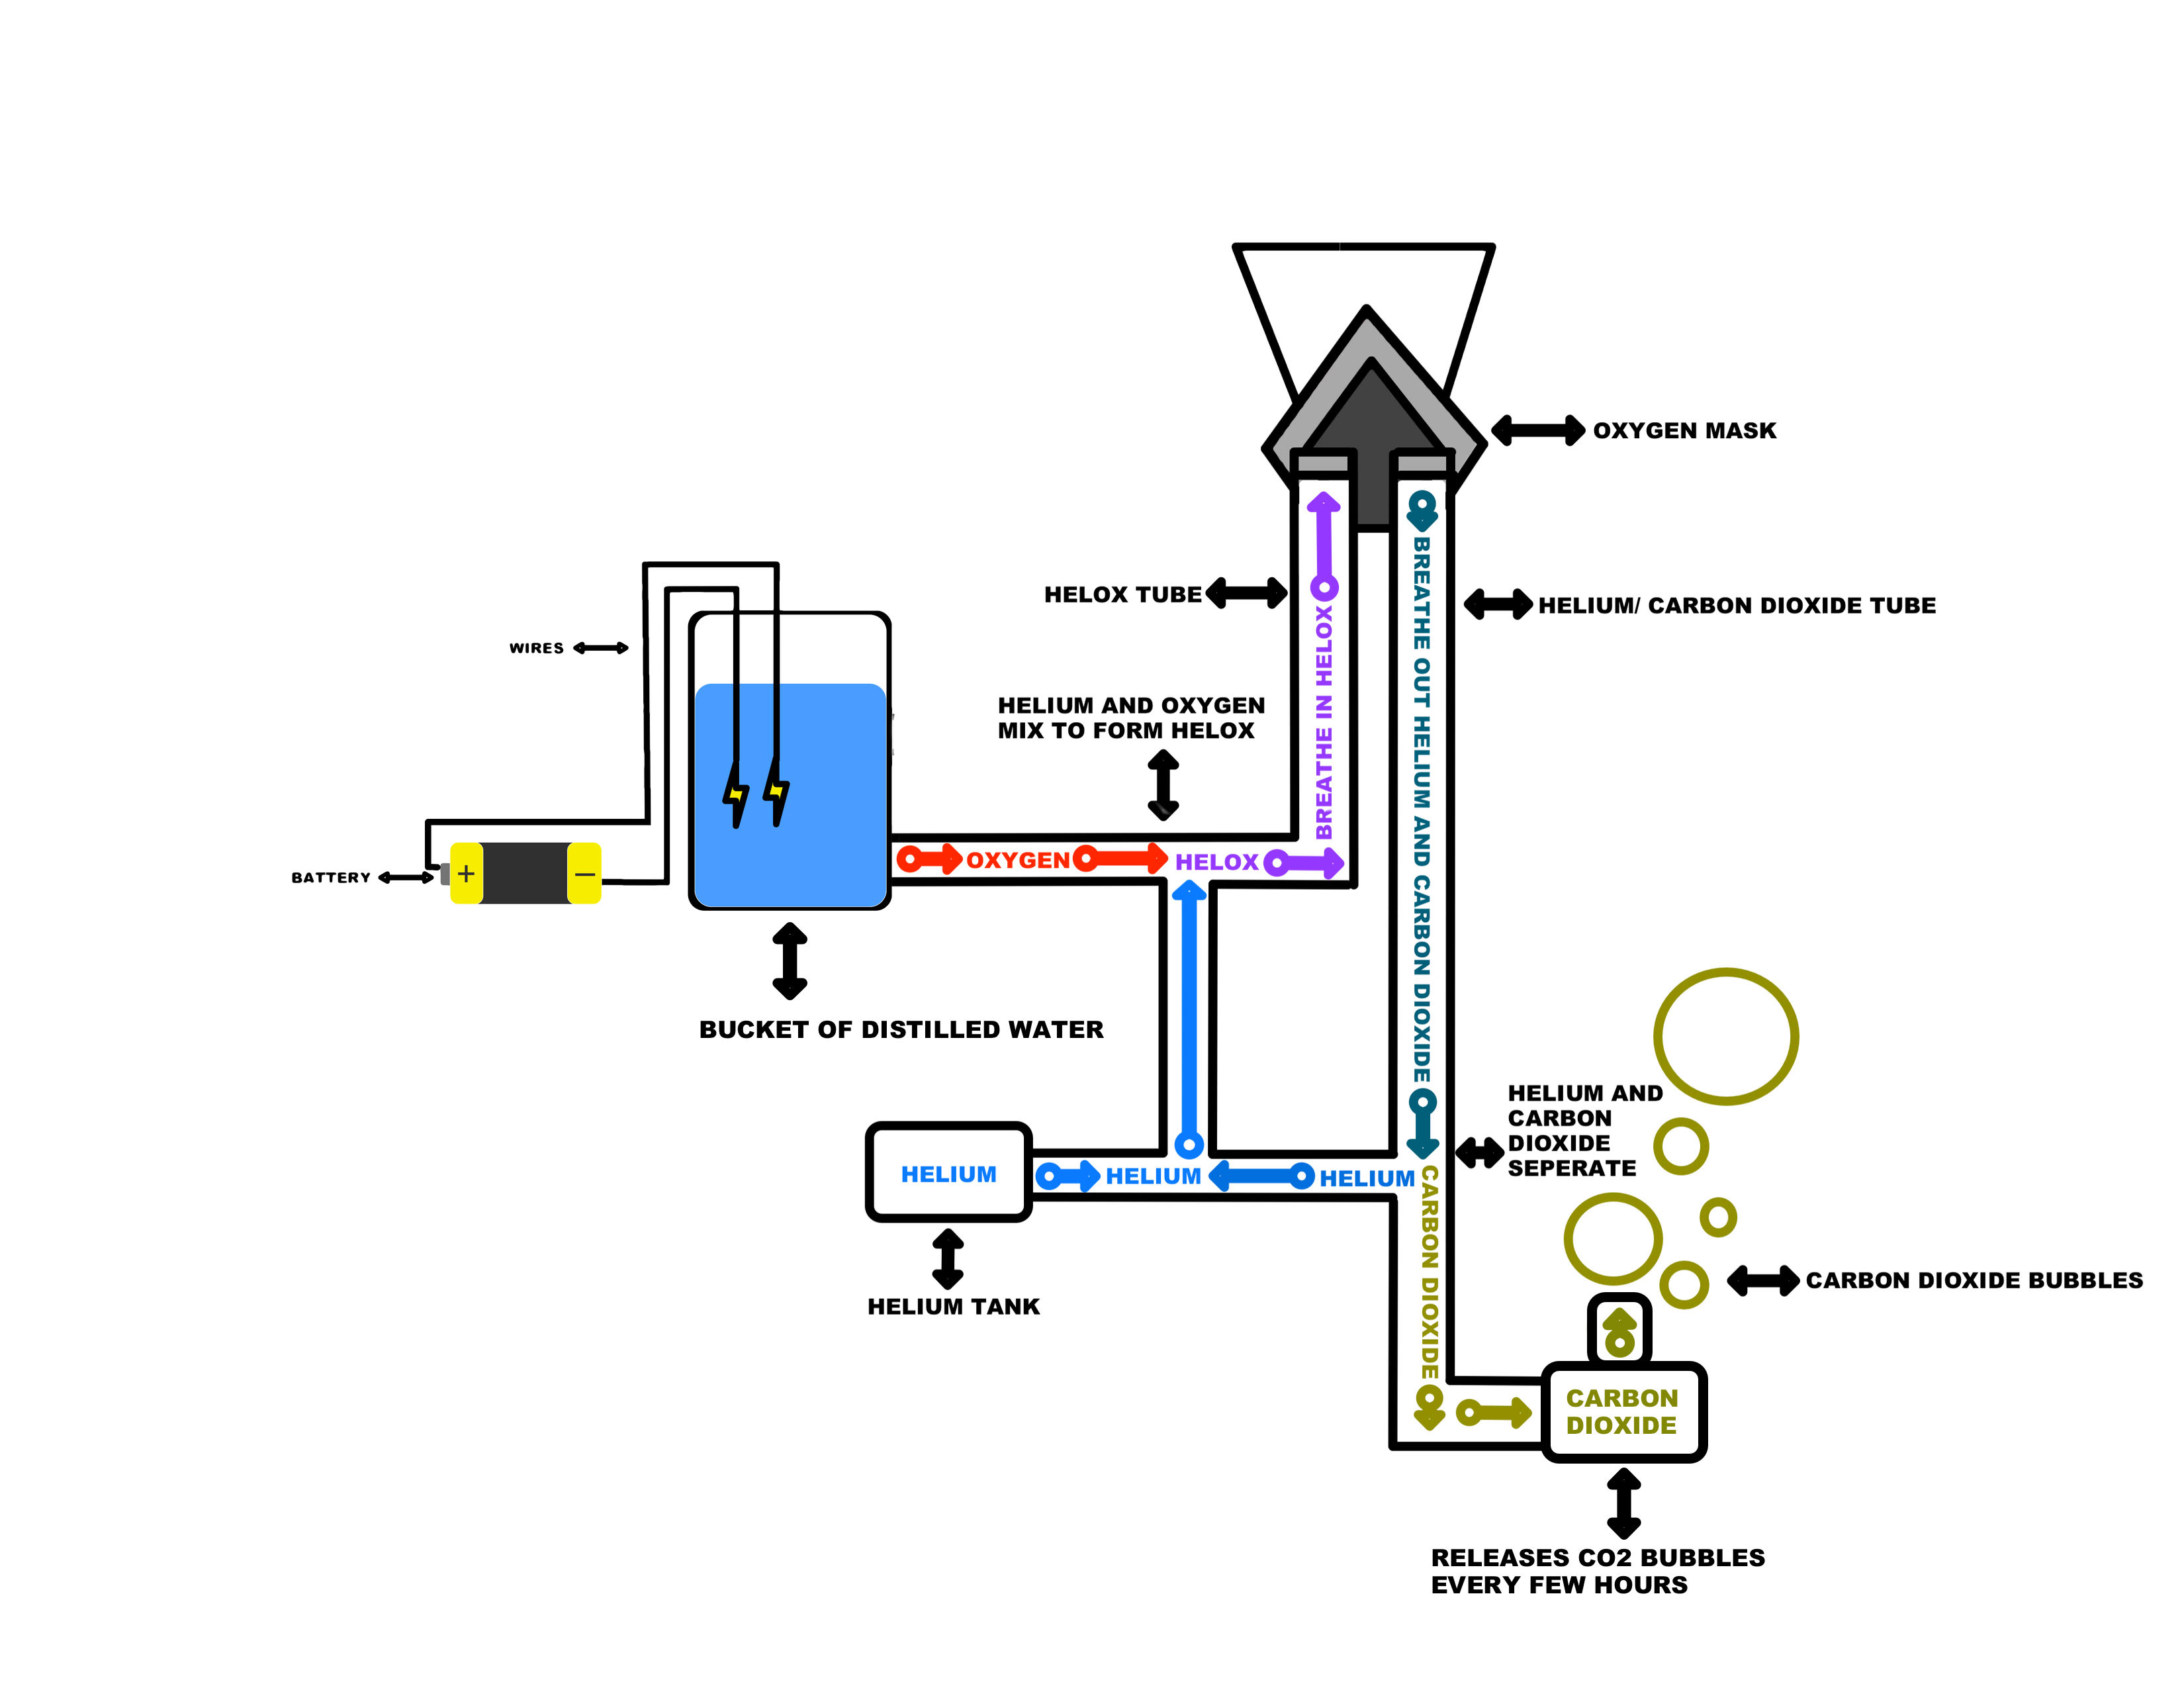 OXYGEN MASK
HELOX TUBE
HELIUM/ CARBON DIOXIDE TUBE
WIRES
BREATHE IN HELOX
BREATHE OUT HELIUM AND CARBON DIOXIDE
HELIUM AND OXYGEN
MIX TO FORM HELOX
OXYGEN
HELOX
BATTERY
+
−
BUCKET OF DISTILLED WATER
HELIUM AND
CARBON
DIOXIDE
SEPERATE
HELIUM
HELIUM
HELIUM
CARBON DIOXIDE
HELIUM TANK
CARBON DIOXIDE BUBBLES
CARBON
DIOXIDE
RELEASES CO2 BUBBLES
EVERY FEW HOURS